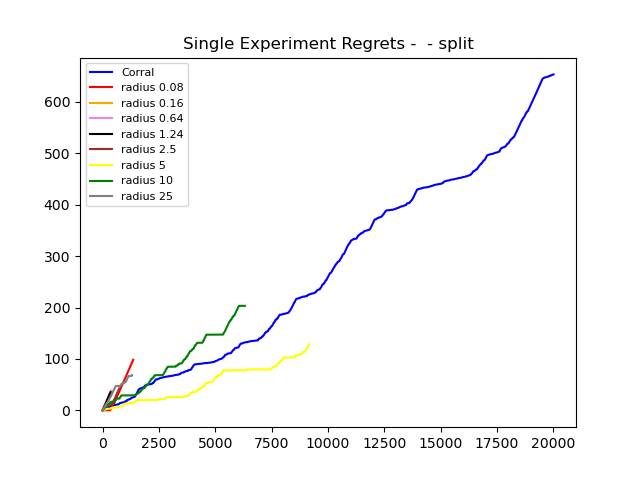 Single Experiment Regrets -  - split
Corral
radius 0.08
radius 0.16
radius 0.64
radius 1.24
radius 2.5
radius 5
radius 10
radius 25
600
500
400
300
200
100
0
0 2500 5000 7500 10000 12500 15000 17500 20000